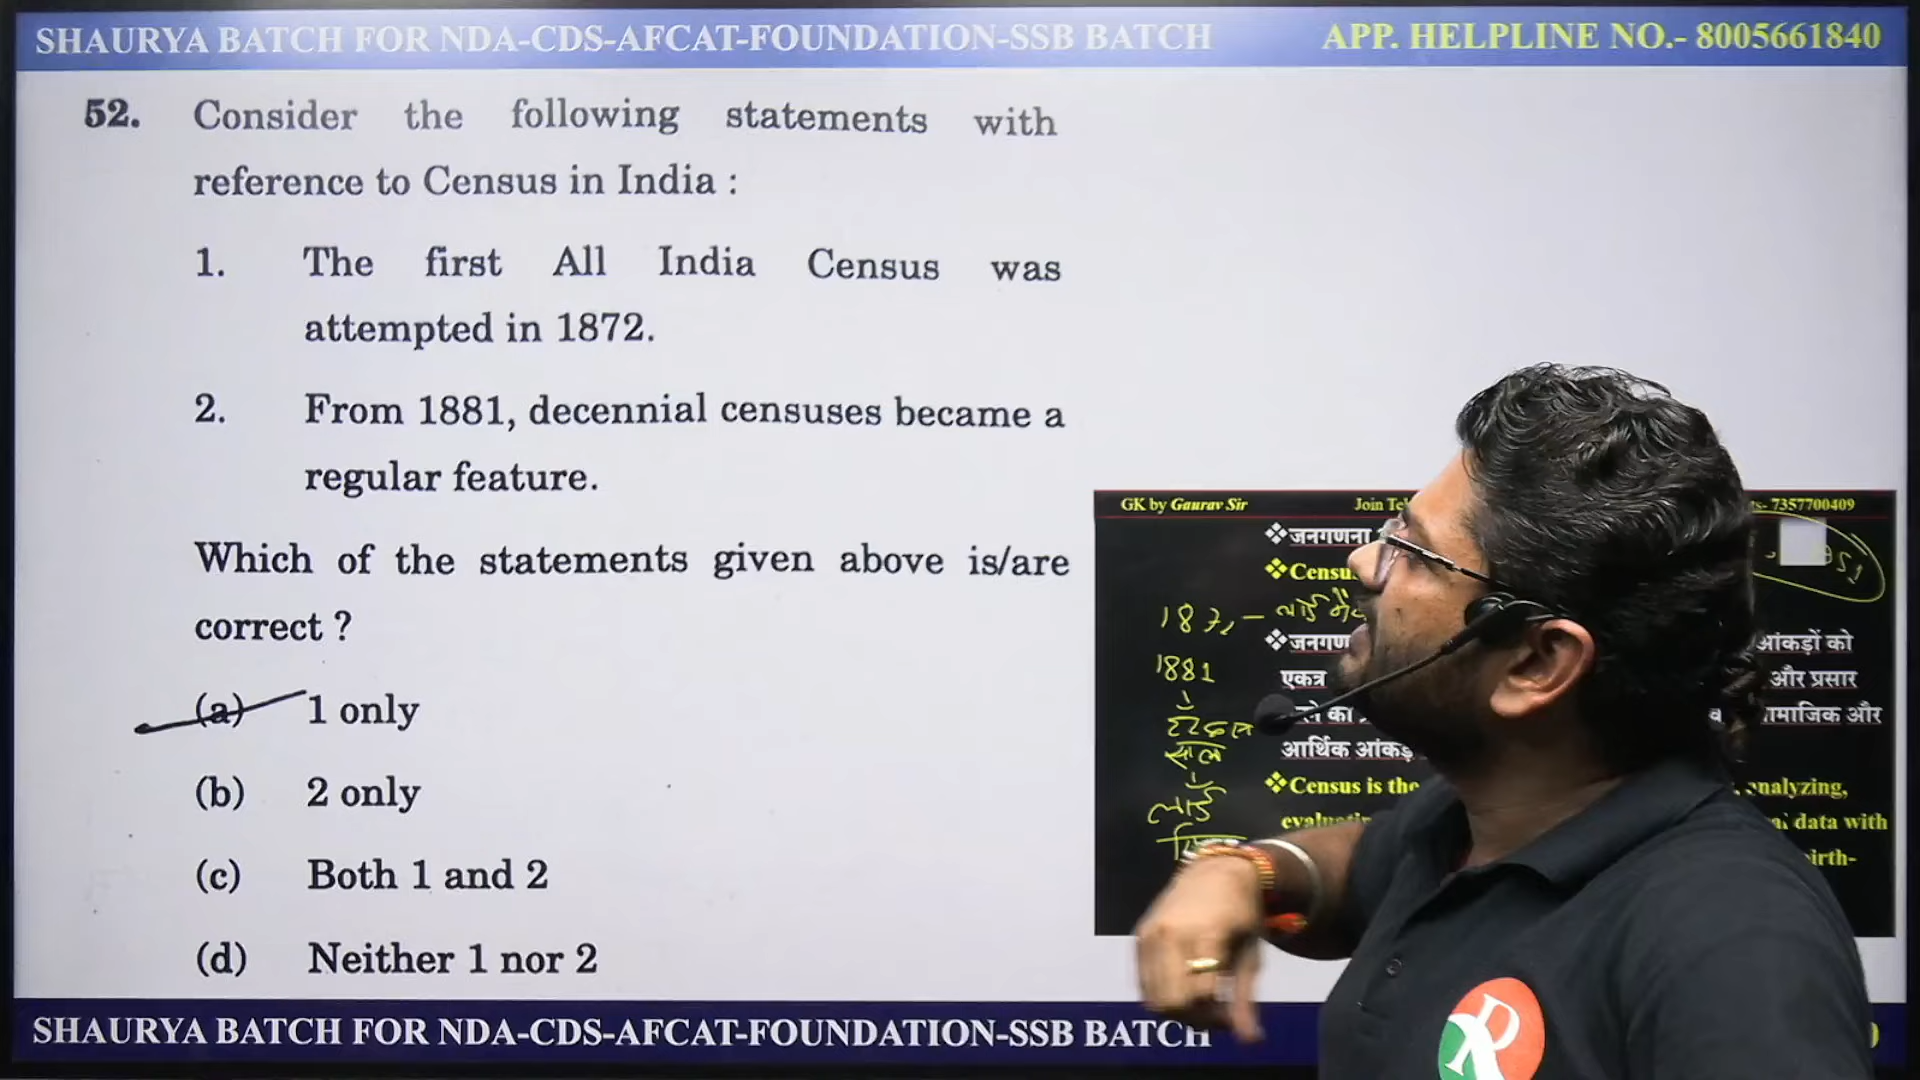 SHAURYA BATCH FOR NDA-CDS-AFCAT-FOUNDATION-SSB BATCH APP. HELPLINE NO.- 8005661840
52. Consider the following statements with
reference to Census in India :
1. The first All India Census was
attempted in 1872.
2. From 1881, decennial censuses became a
regular feature.
Which of the statements given above is/are
correct ?
(a) 1 only
(b) 2 only
(c) Both 1 and 2
(d) Neither 1 nor 2
GK by Gaurav Sir Join 7357700409
❖जनगणना
❖
❖ आंकड़ों को
एकत्र और प्रसार
और
आर्थिक
❖Census is the analyzing,
data with
1881
साल
SHAURYA BATCH FOR NDA-CDS-AFCAT-FOUNDATION-SSB BATCH